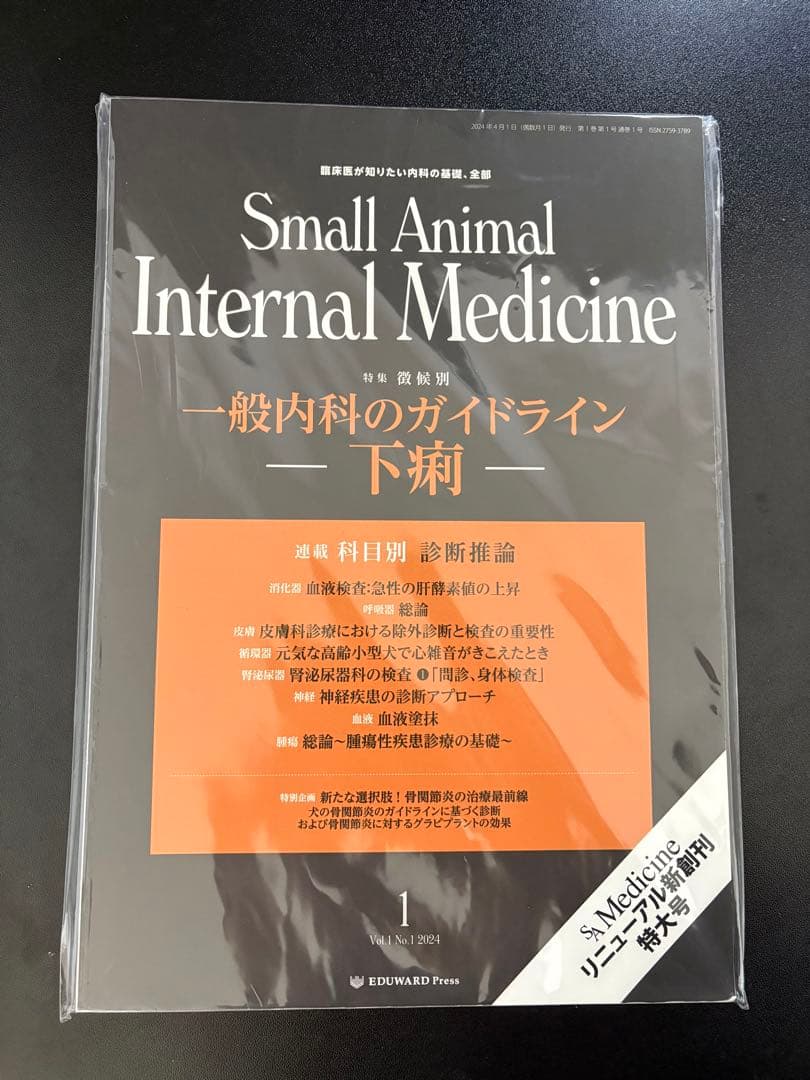 2024年4月1日（偶数月1日）発行 第1巻第1号通巻1号 ISSN 2759-3789
臨床医が知りたい内科の基礎、全部
Small Animal
Internal Medicine
特集 徴候別
一般内科のガイドライン
― 下痢 ―
連載 科目別 診断推論
消化器 血液検査：急性の肝酵素値の上昇
呼吸器 総論
皮膚 皮膚科診療における除外診断と検査の重要性
循環器 元気な高齢小型犬で心雑音がきこえたとき
腎泌尿器 腎泌尿器科の検査 ❶「問診、身体検査」
神経 神経疾患の診断アプローチ
血液 血液塗抹
腫瘍 総論～腫瘍性疾患診療の基礎～
特別企画 新たな選択肢！骨関節炎の治療最前線
犬の骨関節炎のガイドラインに基づく診断
および骨関節炎に対するグラピプラントの効果
SA Medicine
リニューアル新創刊
特大号
1
Vol.1 No.1 2024
EDUWARD Press